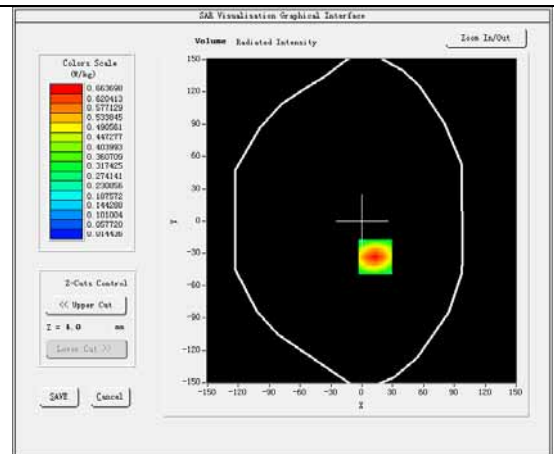 SAR Visualisation Graphical Interface
Volume Radiated Intensity
Zoom In/Out
Colors Scale
(W/kg)
0.663698
0.620413
0.577129
0.533845
0.490561
0.447277
0.403993
0.360709
0.317425
0.274141
0.230856
0.187572
0.144288
0.101004
0.057720
0.014436
Z-Cuts Control
<< Upper Cut
Z = 4.0 mm
Lower Cut >>
SAVE Cancel
150
120
90
60
30
0
-30
-60
-90
-120
-150
Y
-150 -120 -90 -60 -30 0 30 60 90 120 150
X